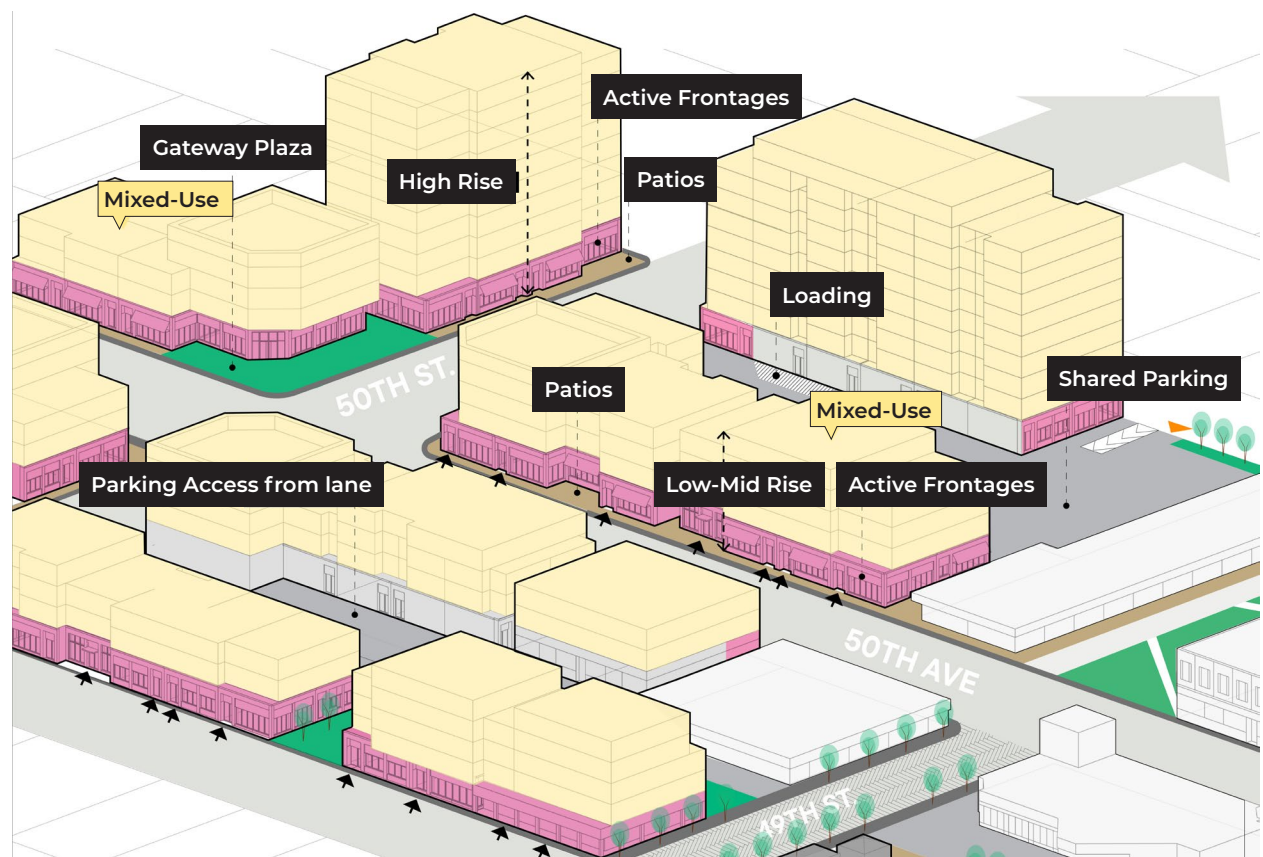 Active Frontages
Gateway Plaza
High Rise
Patios
Mixed-Use
Loading
50TH ST.
Patios
Shared Parking
Mixed-Use
Parking Access from lane
Low-Mid Rise
Active Frontages
50TH AVE
49TH ST.